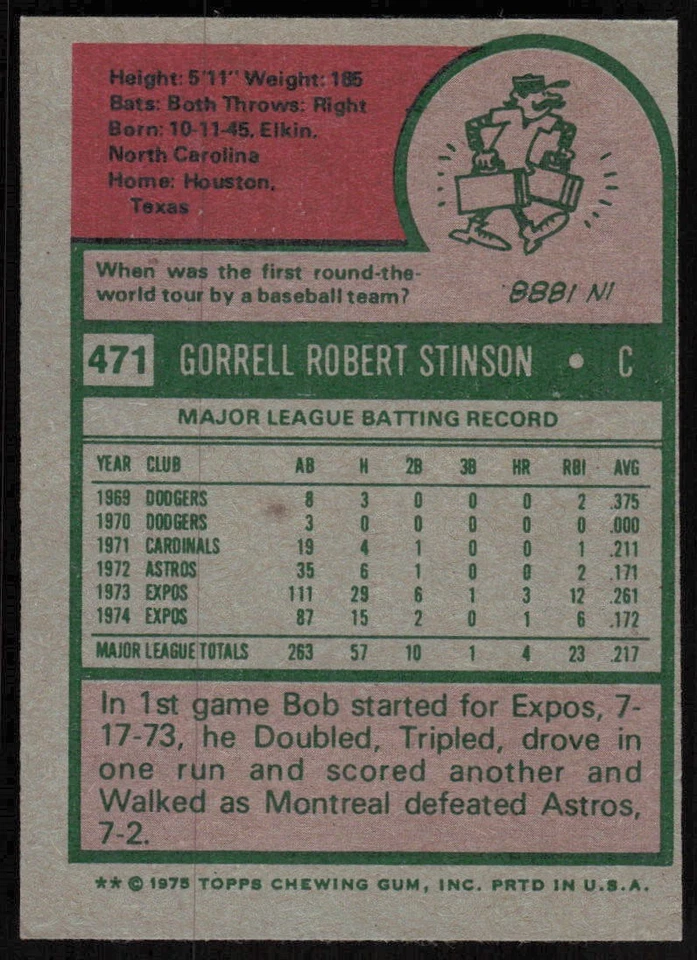 Height: 5'11" Weight: 185
Bats: Both Throws: Right
Born: 10-11-45, Elkin,
North Carolina
Home: Houston,
Texas
When was the first round-the-
world tour by a baseball team?
IN 1888.
471 GORRELL ROBERT STINSON • C
MAJOR LEAGUE BATTING RECORD
YEAR CLUB AB H 2B 3B HR RBI AVG
1969 DODGERS 8 3 0 0 0 2 .375
1970 DODGERS 3 0 0 0 0 0 .000
1971 CARDINALS 19 4 1 0 0 1 .211
1972 ASTROS 35 6 1 0 0 2 .171
1973 EXPOS 111 29 6 1 3 12 .261
1974 EXPOS 87 15 2 0 1 6 .172
MAJOR LEAGUE TOTALS 263 57 10 1 4 23 .217
In 1st game Bob started for Expos, 7-
17-73, he Doubled, Tripled, drove in
one run and scored another and
Walked as Montreal defeated Astros,
7-2.
** © 1975 TOPPS CHEWING GUM, INC. PRTD IN U.S.A.